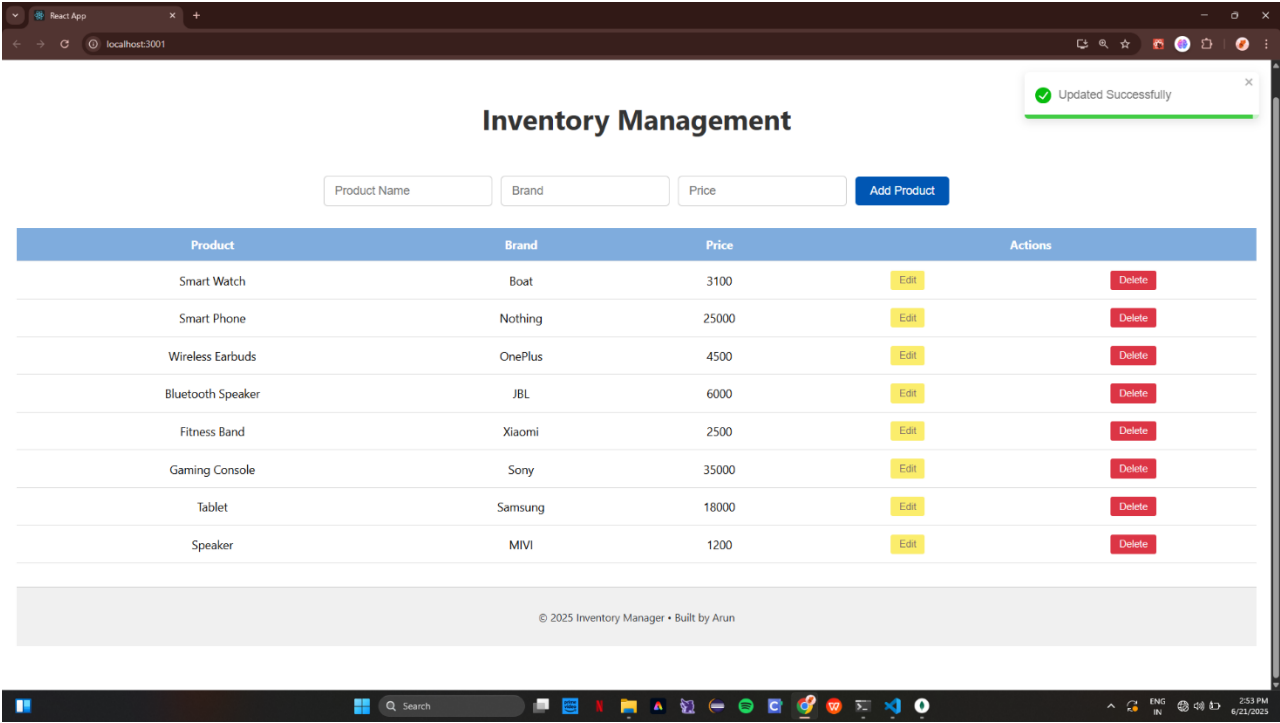 React App
localhost:3001
Updated Successfully
Inventory Management
Product Name Brand Price Add Product
Product Brand Price Actions
Smart Watch Boat 3100 Edit Delete
Smart Phone Nothing 25000 Edit Delete
Wireless Earbuds OnePlus 4500 Edit Delete
Bluetooth Speaker JBL 6000 Edit Delete
Fitness Band Xiaomi 2500 Edit Delete
Gaming Console Sony 35000 Edit Delete
Tablet Samsung 18000 Edit Delete
Speaker MIVI 1200 Edit Delete
© 2025 Inventory Manager • Built by Arun
Search
ENG
IN
2:53 PM
6/21/2025